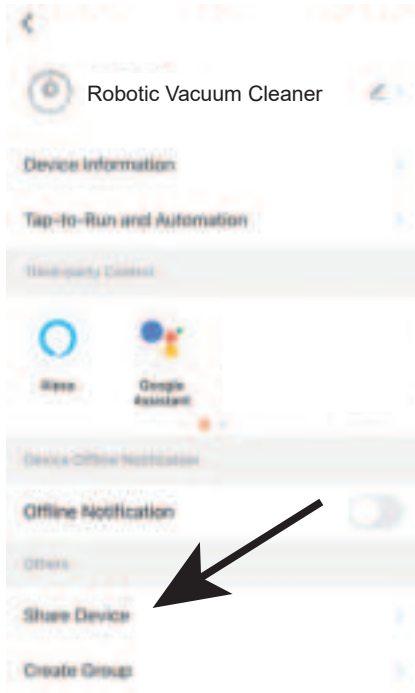 Robotic Vacuum Cleaner
Device Information
Tap-to-Run and Automation
Third-party Control
Alexa
Google
Assistant
Device Offline Notification
Offline Notification
Others
Share Device
Create Group